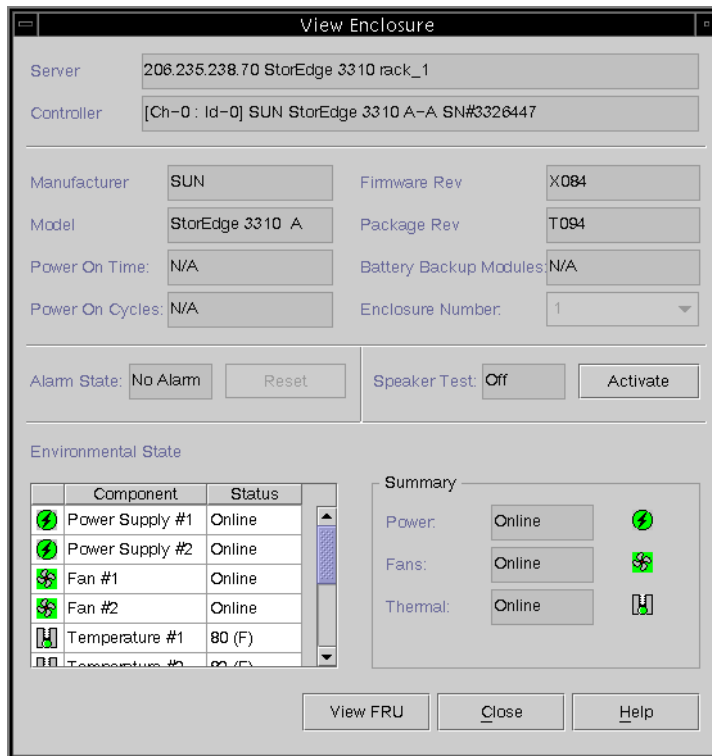 View Enclosure
Server 206.235.238.70 StorEdge 3310 rack_1
Controller [Ch-0 : Id-0] SUN StorEdge 3310 A-A SN#3326447
Manufacturer SUN Firmware Rev X084
Model StorEdge 3310 A Package Rev T094
Power On Time: N/A Battery Backup Modules: N/A
Power On Cycles: N/A Enclosure Number: 1
Alarm State: No Alarm Reset Speaker Test: Off Activate
Environmental State
Component Status Summary
Power Supply #1 Online Power: Online
Power Supply #2 Online
Fan #1 Online Fans: Online
Fan #2 Online Thermal: Online
Temperature #1 80 (F)
View FRU Close Help